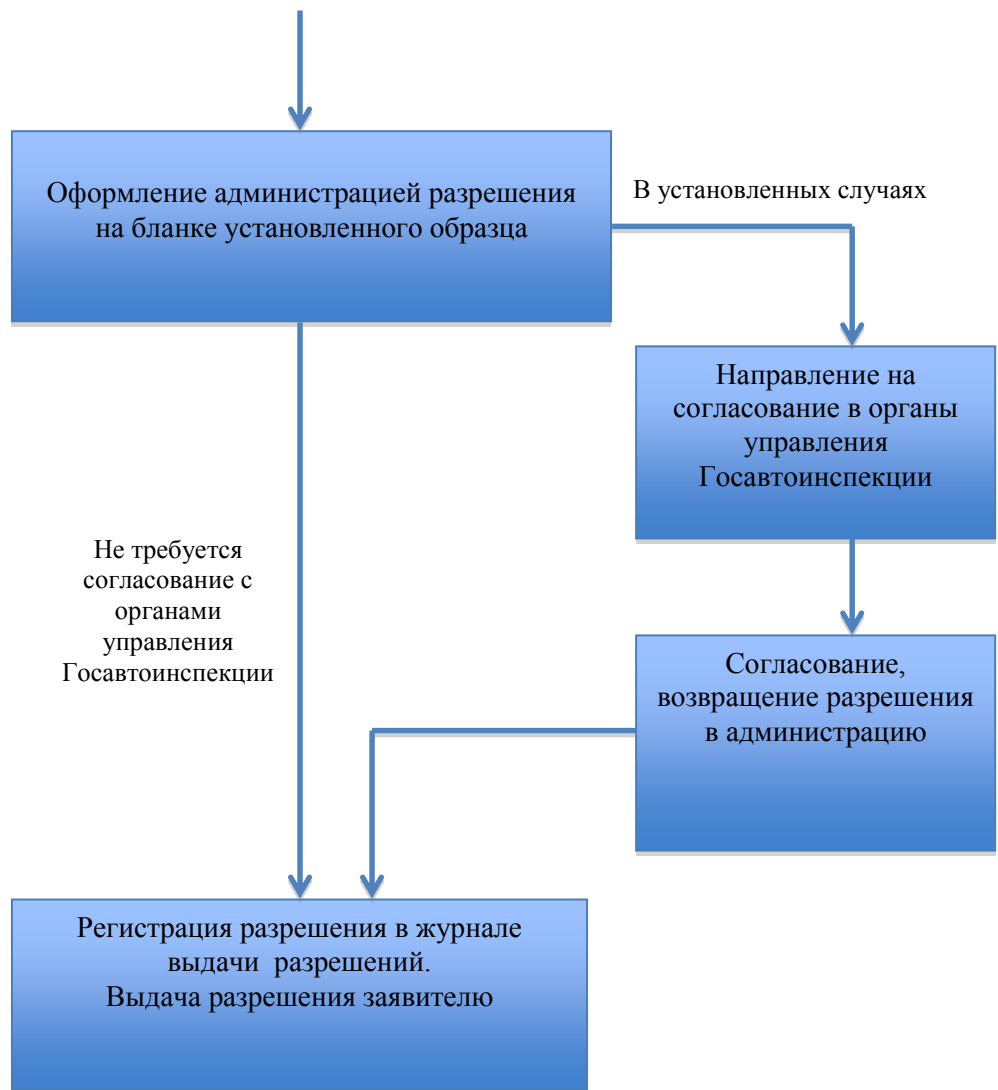 Оформление администрацией разрешения
на бланке установленного образца
В установленных случаях
Направление на
согласование в органы
управления
Госавтоинспекции
Не требуется
согласование с
органами
управления
Госавтоинспекции
Согласование,
возвращение разрешения
в администрацию
Регистрация разрешения в журнале
выдачи  разрешений.
Выдача разрешения заявителю